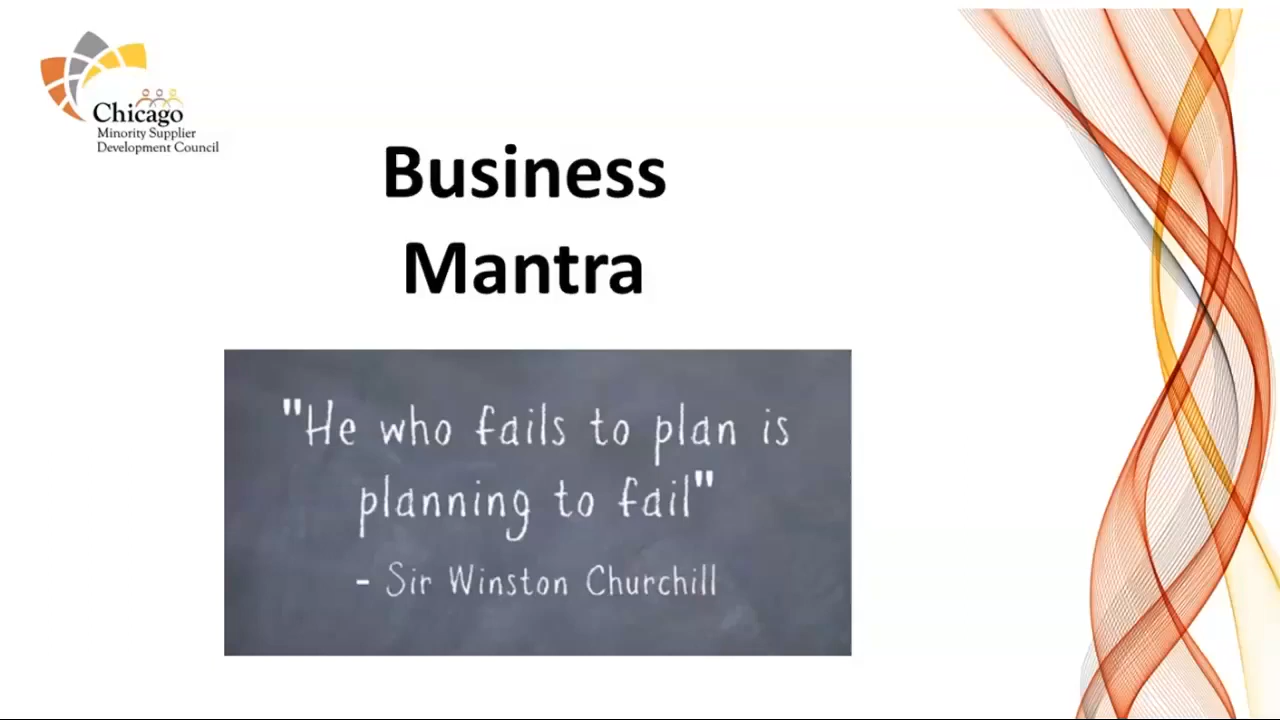 Chicago
Minority Supplier
Development Council
Business
Mantra
"He who fails to plan is
planning to fail"
- Sir Winston Churchill